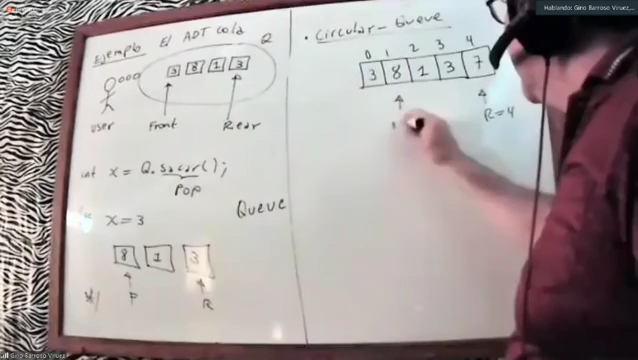 Hablando: Gino Barroso Viruez...
Ejemplo El ADT Cola Q
3 8 1 3
user Front Rear
int x = Q.sacar();
POP
x = 3
8 1 3
F R
Queue
• Circular-Queue
0 1 2 3 4
3 8 1 3 7
R=4
Gino Barroso Viruez